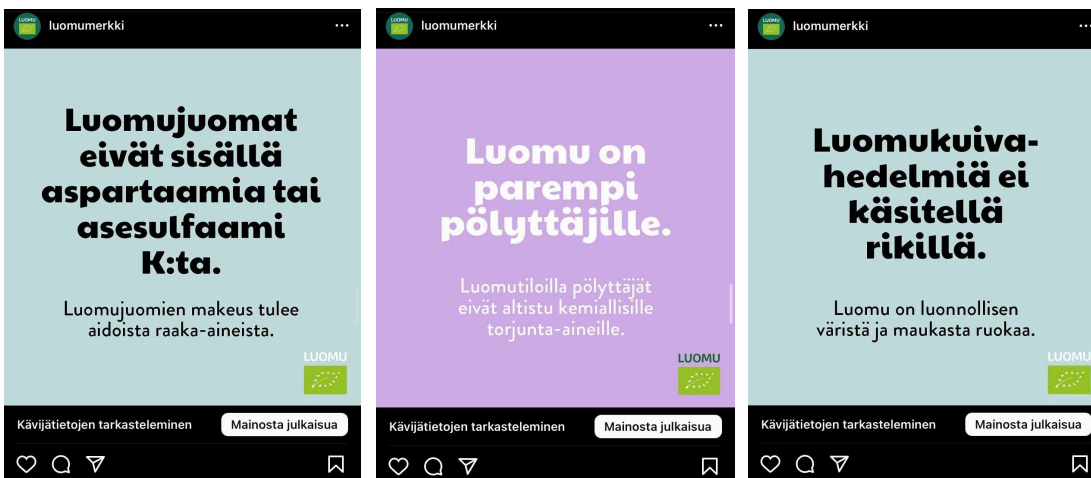 luomumerkki
Luomujuomat
eivät sisällä
aspartaamia tai
asesulfaami
K:ta.
Luomujuomien makeus tulee
aidoista raaka-aineista.
LUOMU
Kävijätietojen tarkasteleminen
Mainosta julkaisua
luomumerkki
Luomu on
parempi
pölyttäjille.
Luomutiloilla pölyttäjät
eivät altistu kemiallisille
torjunta-aineille.
LUOMU
Kävijätietojen tarkasteleminen
Mainosta julkaisua
luomumerkki
Luomukuiva-
hedelmiä ei
käsitellä
rikillä.
Luomu on luonnollisen
väristä ja maukasta ruokaa.
LUOMU
Kävijätietojen tarkasteleminen
Mainosta julkaisua